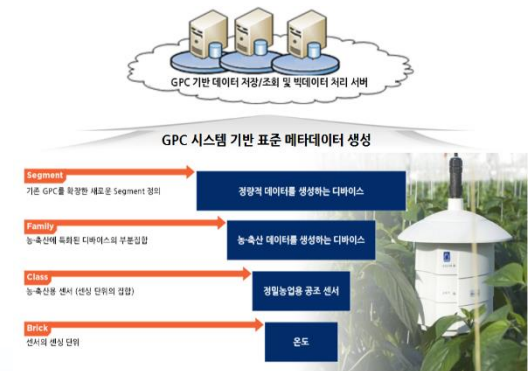 GPC 기반 데이터 저장/조회 및 빅데이터 처리 서버
GPC 시스템 기반 표준 메타데이터 생성
Segment
기존 GPC를 확장한 새로운 Segment 정의
정량적 데이터를 생성하는 디바이스
Family
농·축산에 특화된 디바이스의 부분집합
농·축산 데이터를 생성하는 디바이스
Class
농·축산용 센서 (센싱 단위의 집합)
정밀농업용 공조 센서
Brick
센서의 센싱 단위
온도